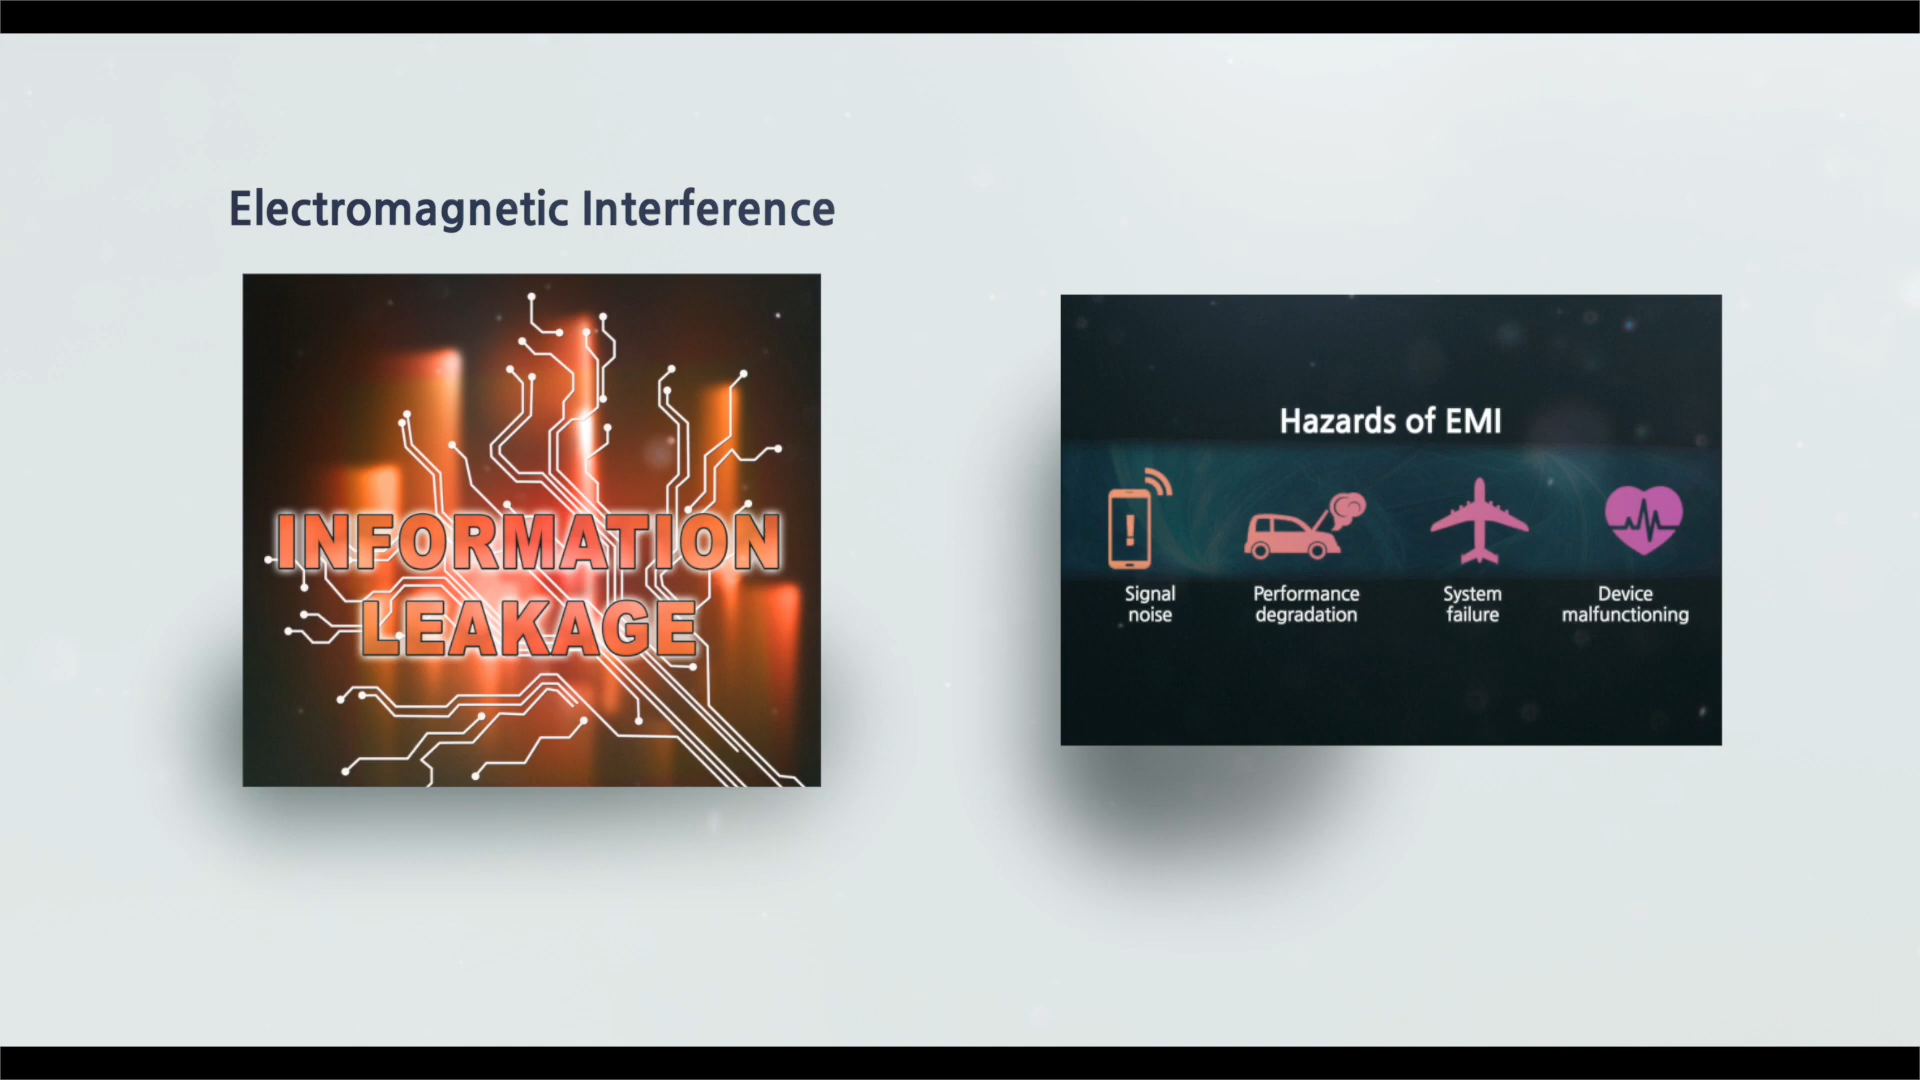 Electromagnetic Interference
INFORMATION
LEAKAGE
Hazards of EMI
Signal
noise
Performance
degradation
System
failure
Device
malfunctioning